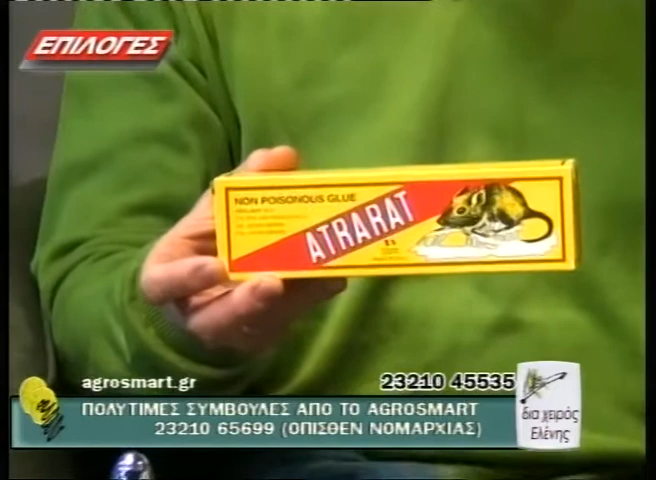 ΕΠΙΛΟΓΕΣ
NON POISONOUS GLUE
ATRARAT
agrosmart.gr
23210 45535
ΠΟΛΥΤΙΜΕΣ ΣΥΜΒΟΥΛΕΣ ΑΠΟ ΤΟ AGROSMART
23210 65699 (ΟΠΙΣΘΕΝ ΝΟΜΑΡΧΙΑΣ)
δια χειρός
Ελένης